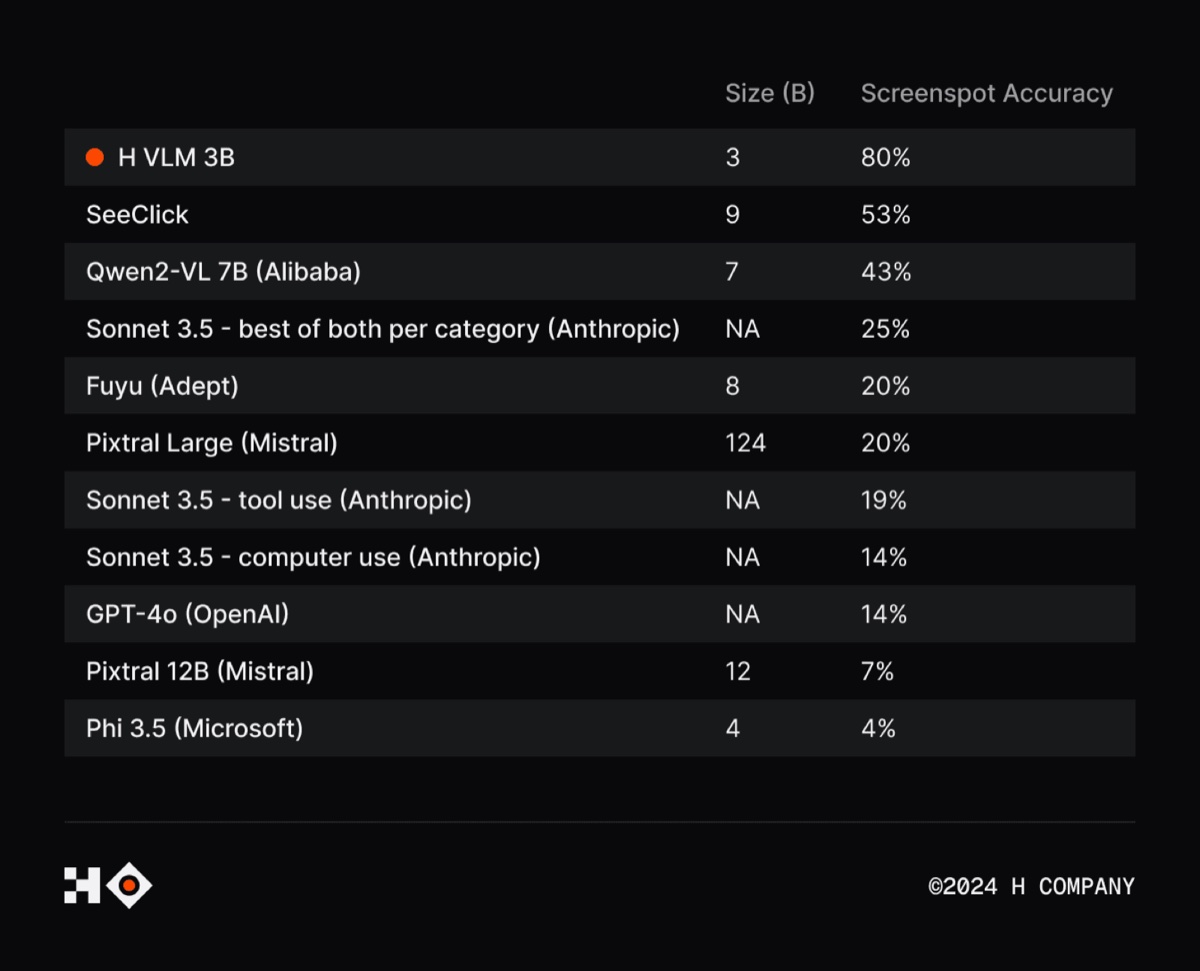 Size (B) Screenspot Accuracy
H VLM 3B 3 80%
SeeClick 9 53%
Qwen2-VL 7B (Alibaba) 7 43%
Sonnet 3.5 - best of both per category (Anthropic) NA 25%
Fuyu (Adept) 8 20%
Pixtral Large (Mistral) 124 20%
Sonnet 3.5 - tool use (Anthropic) NA 19%
Sonnet 3.5 - computer use (Anthropic) NA 14%
GPT-4o (OpenAI) NA 14%
Pixtral 12B (Mistral) 12 7%
Phi 3.5 (Microsoft) 4 4%
H
©2024 H COMPANY